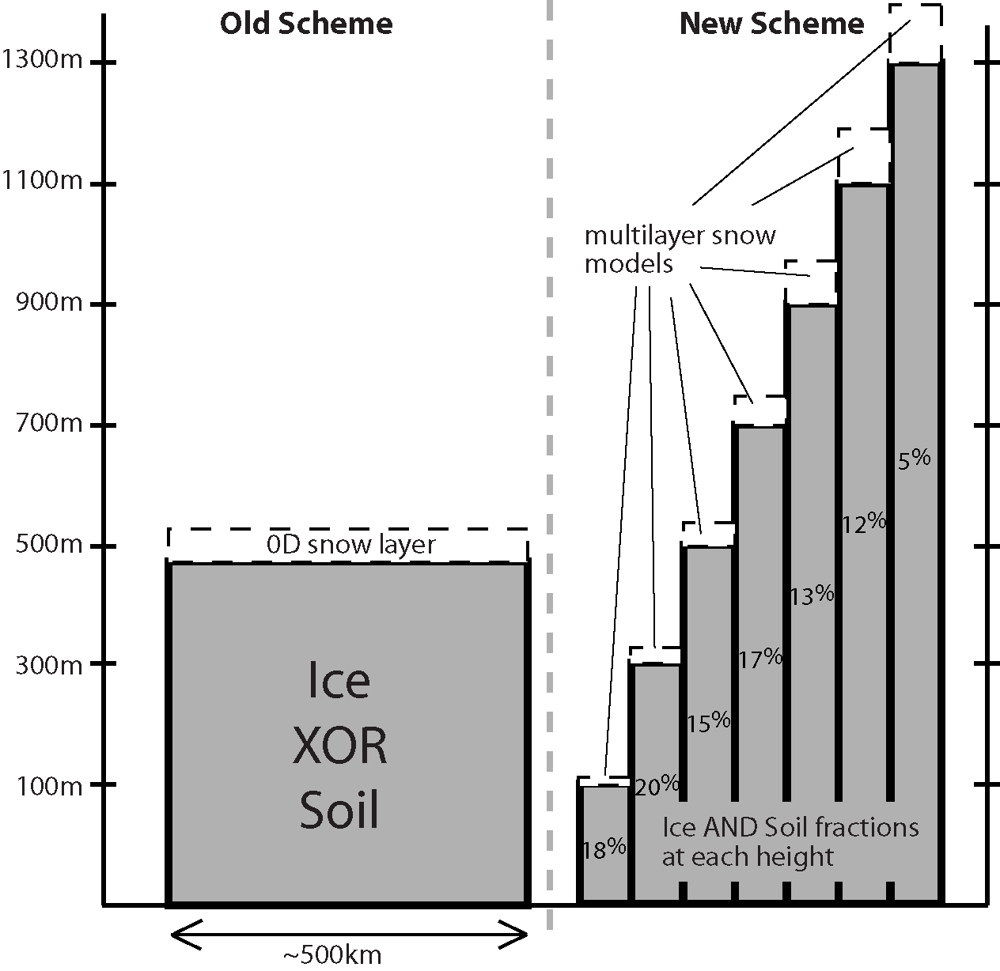 Old Scheme
New Scheme
1300m
1100m
900m
700m
500m
300m
100m
0D snow layer
Ice
XOR
Soil
~500km
multilayer snow
models
18%
20%
15%
17%
13%
12%
5%
Ice AND Soil fractions
at each height